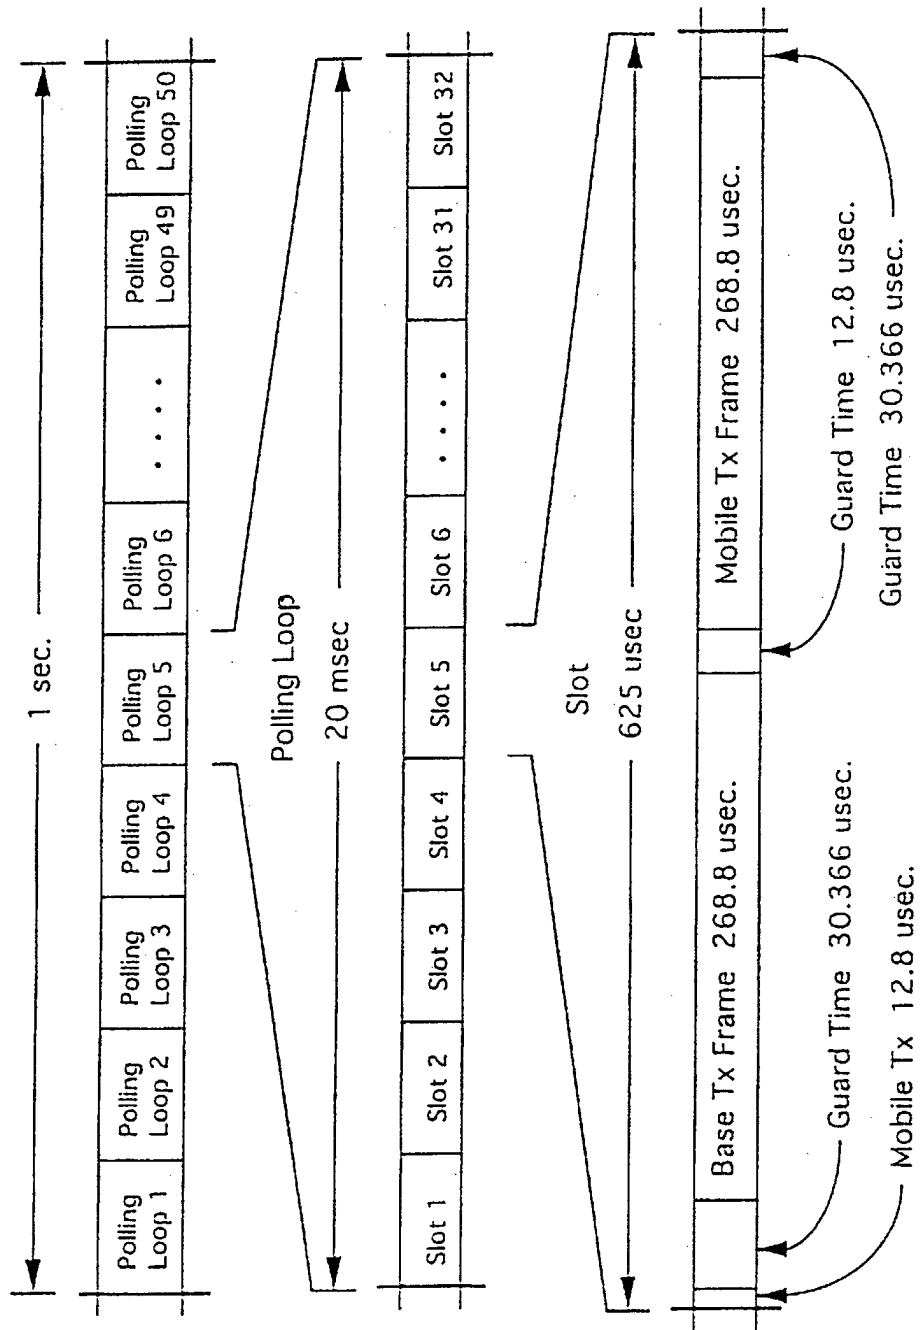 1 sec.
Polling
Loop 1
Polling
Loop 2
Polling
Loop 3
Polling
Loop 4
Polling
Loop 5
Polling
Loop 6
. . . .
Polling
Loop 49
Polling
Loop 50
Polling Loop
20 msec
Slot 1
Slot 2
Slot 3
Slot 4
Slot 5
Slot 6
. . . .
Slot 31
Slot 32
Slot
625 usec
Base Tx Frame 268.8 usec.
Mobile Tx Frame 268.8 usec.
Guard Time 30.366 usec.
Mobile Tx 12.8 usec.
Guard Time 12.8 usec.
Guard Time 30.366 usec.